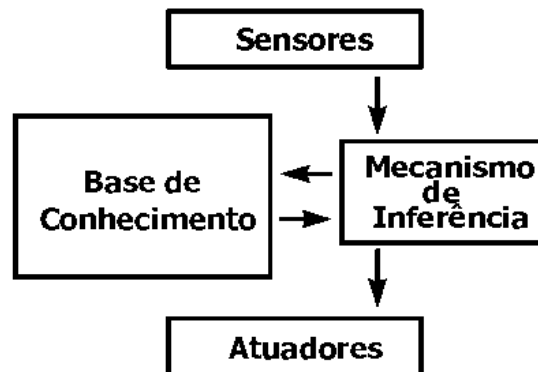 Sensores
Base de
Conhecimento
Mecanismo
de
Inferência
Atuadores